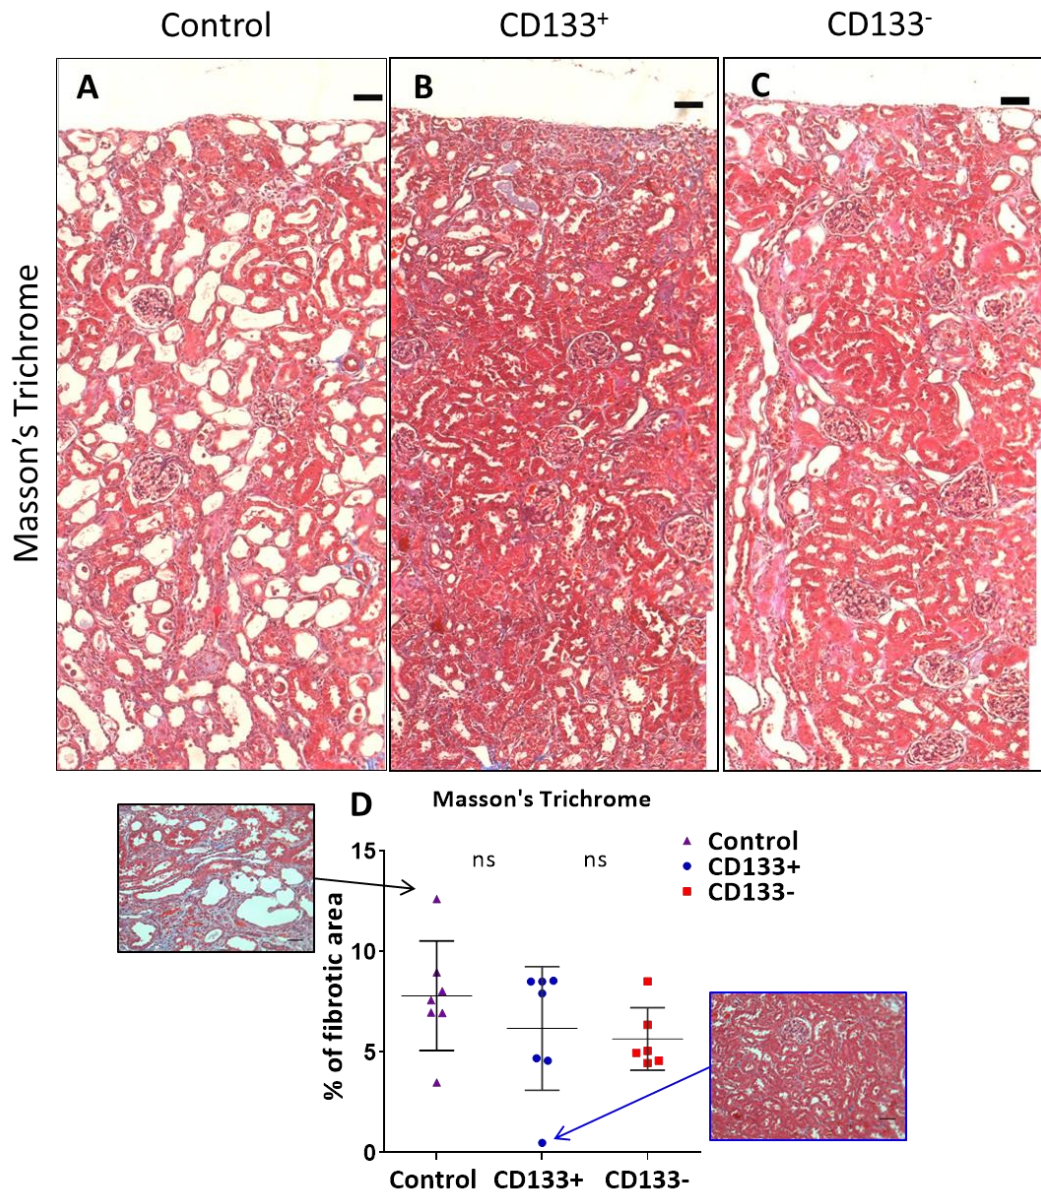 Control CD133⁺ CD133⁻
A B C
Masson's Trichrome
D Masson's Trichrome
15
ns ns
Control
CD133+
CD133-
10
% of fibrotic area
5
0
Control CD133+ CD133-